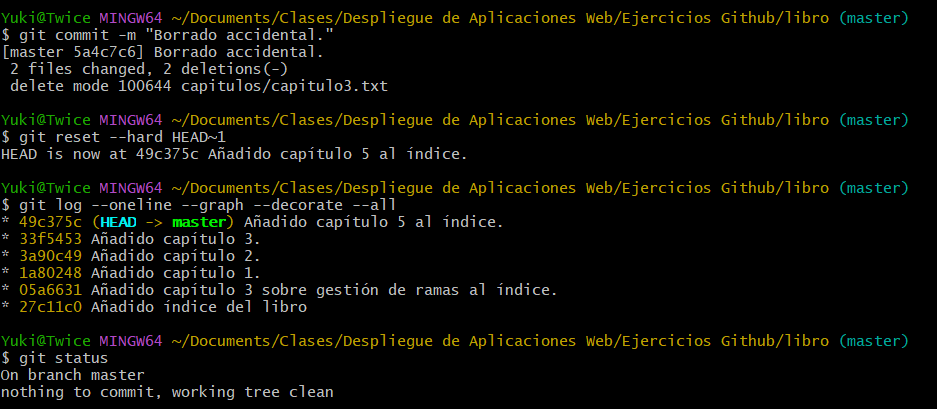 Yuki@Twice MINGW64 ~/Documents/Clases/Despliegue de Aplicaciones Web/Ejercicios Github/libro (master)
$ git commit -m "Borrado accidental."
[master 5a4c7c6] Borrado accidental.
 2 files changed, 2 deletions(-)
 delete mode 100644 capitulos/capitulo3.txt
Yuki@Twice MINGW64 ~/Documents/Clases/Despliegue de Aplicaciones Web/Ejercicios Github/libro (master)
$ git reset --hard HEAD~1
HEAD is now at 49c375c Añadido capítulo 5 al índice.
Yuki@Twice MINGW64 ~/Documents/Clases/Despliegue de Aplicaciones Web/Ejercicios Github/libro (master)
$ git log --oneline --graph --decorate --all
* 49c375c (HEAD -> master) Añadido capítulo 5 al índice.
* 33f5453 Añadido capítulo 3.
* 3a90c49 Añadido capítulo 2.
* 1a80248 Añadido capítulo 1.
* 05a6631 Añadido capítulo 3 sobre gestión de ramas al índice.
* 27c11c0 Añadido índice del libro
Yuki@Twice MINGW64 ~/Documents/Clases/Despliegue de Aplicaciones Web/Ejercicios Github/libro (master)
$ git status
On branch master
nothing to commit, working tree clean